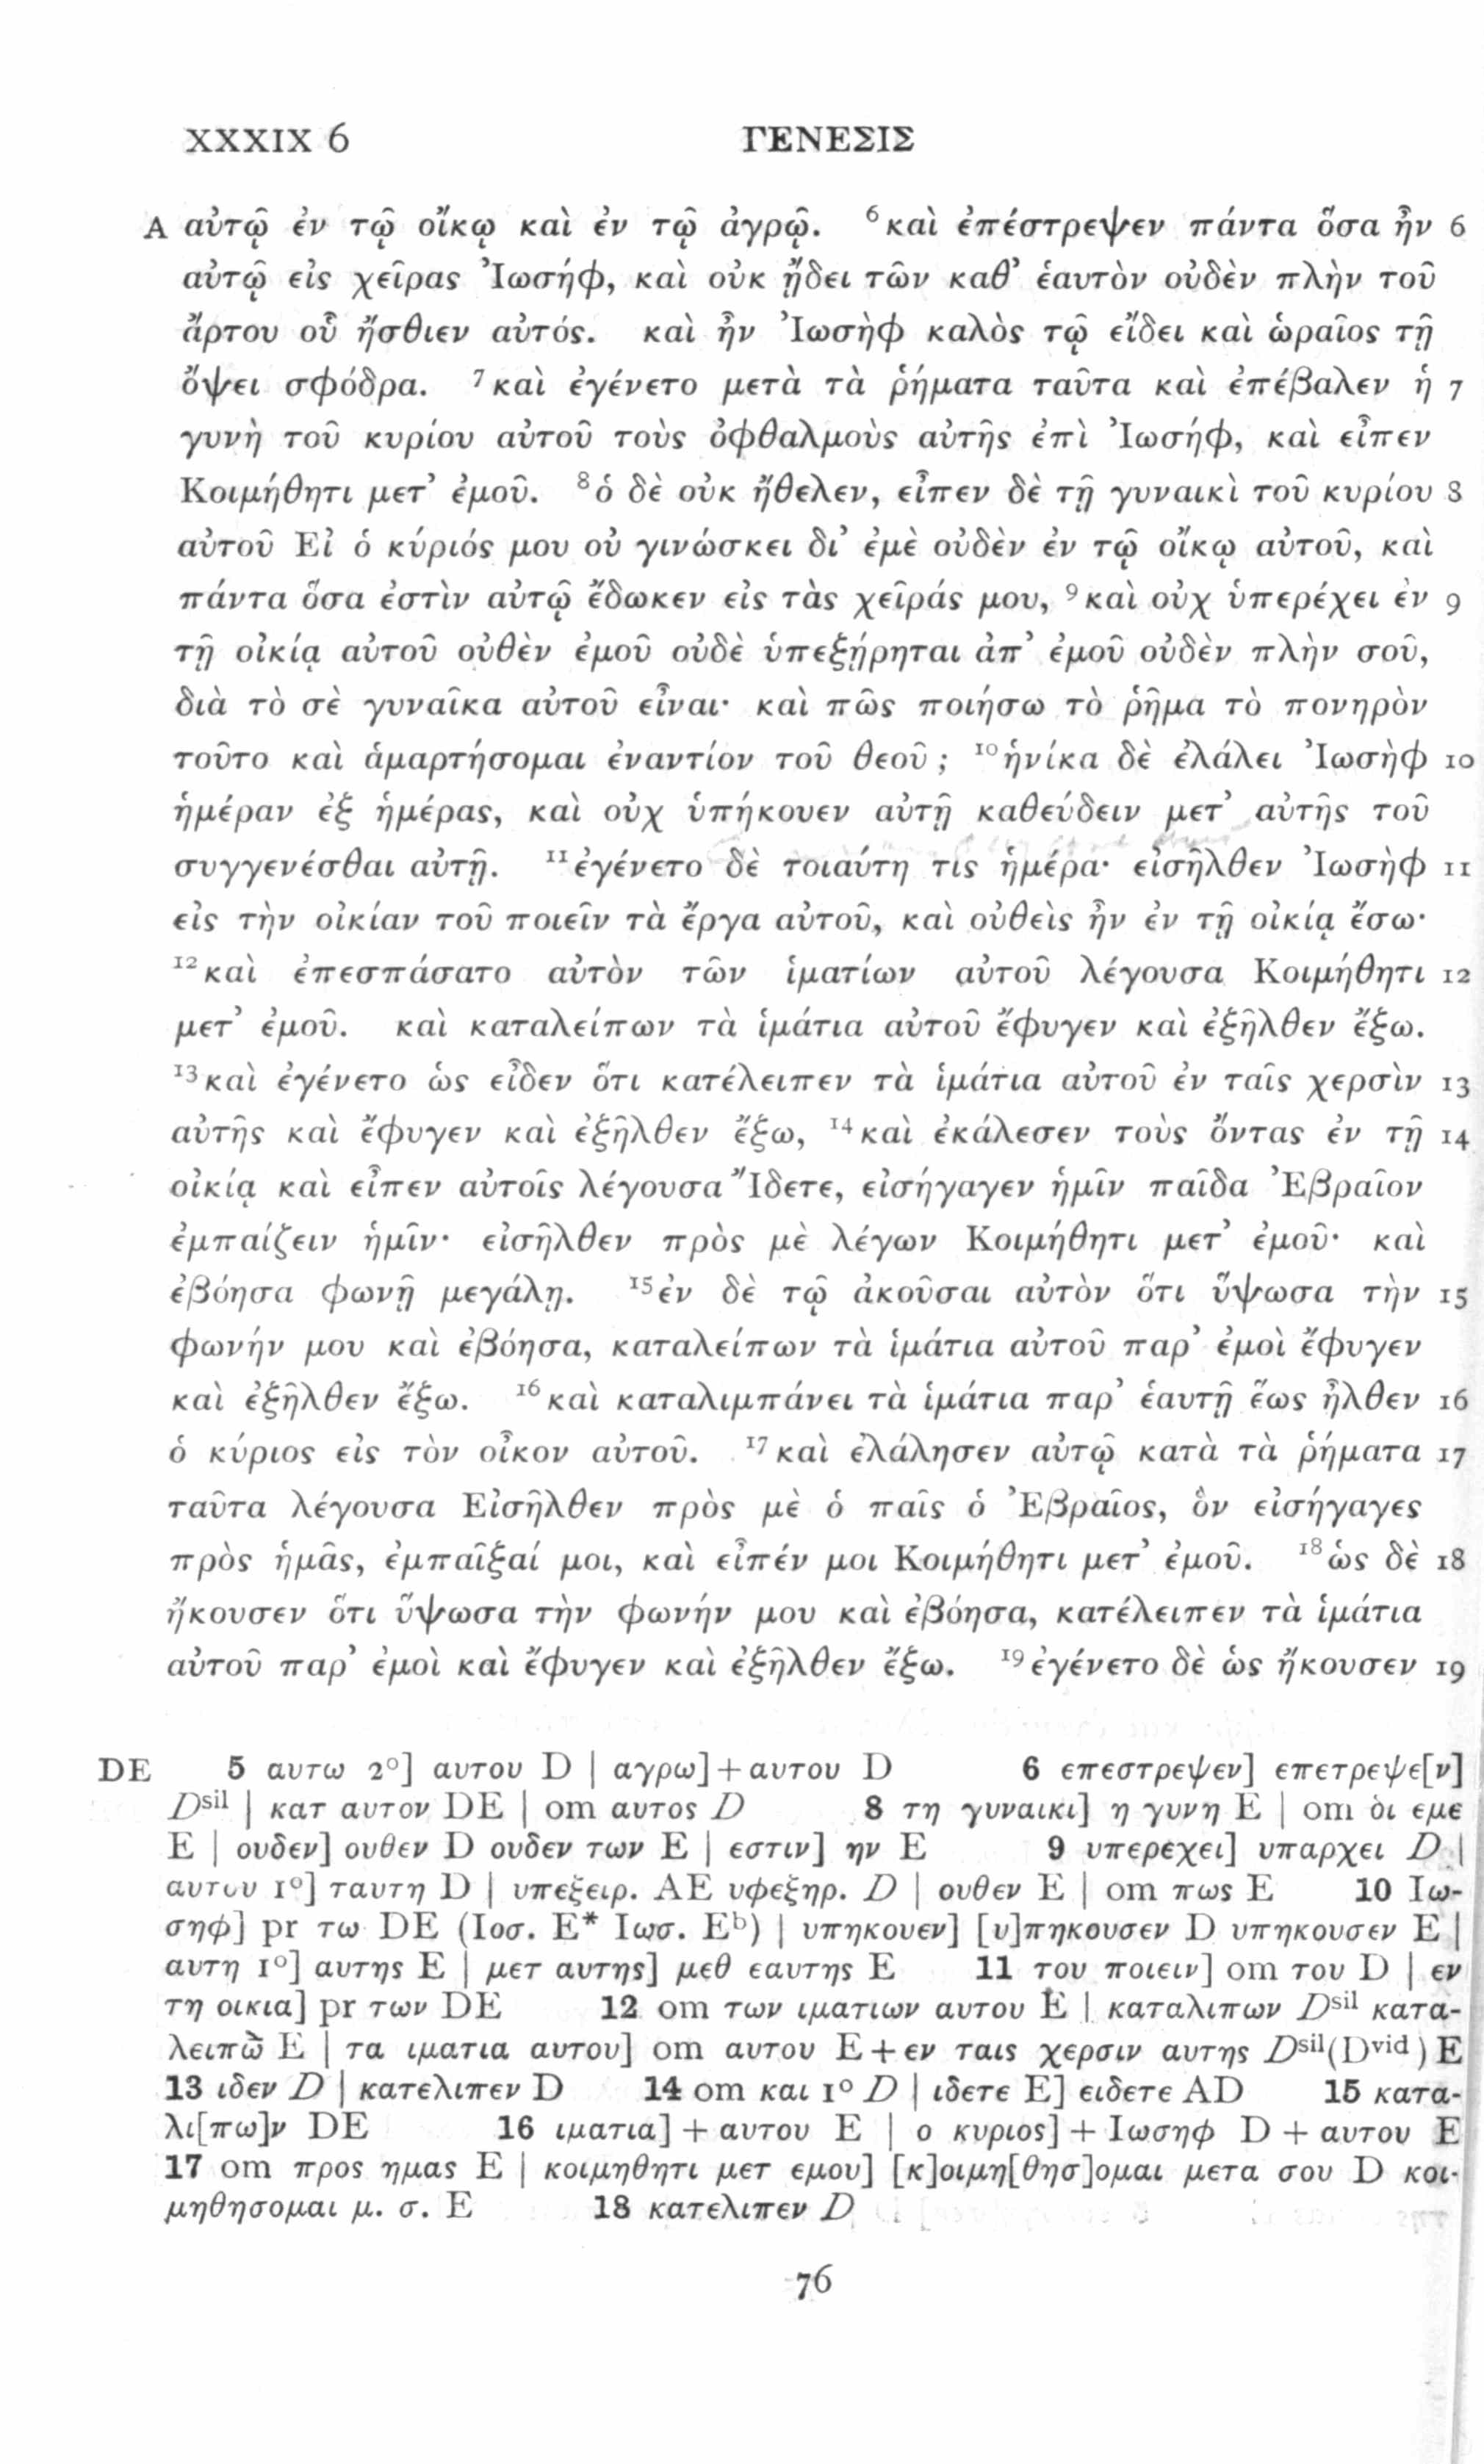 XXXIX 6 ΓΕΝΕΣΙΣ
A αὐτῷ ἐν τῷ οἴκῳ καὶ ἐν τῷ ἀγρῷ. ⁶καὶ ἐπέστρεψεν πάντα ὅσα ἦν 6
αὐτῷ εἰς χεῖρας Ἰωσήφ, καὶ οὐκ ᾔδει τῶν καθ’ ἑαυτὸν οὐδὲν πλὴν τοῦ
ἄρτου οὗ ἤσθιεν αὐτός. καὶ ἦν Ἰωσὴφ καλὸς τῷ εἴδει καὶ ὡραῖος τῇ
ὄψει σφόδρα. ⁷καὶ ἐγένετο μετὰ τὰ ῥήματα ταῦτα καὶ ἐπέβαλεν ἡ 7
γυνὴ τοῦ κυρίου αὐτοῦ τοὺς ὀφθαλμοὺς αὐτῆς ἐπὶ Ἰωσήφ, καὶ εἶπεν
Κοιμήθητι μετ’ ἐμοῦ. ⁸ὁ δὲ οὐκ ἤθελεν, εἶπεν δὲ τῇ γυναικὶ τοῦ κυρίου 8
αὐτοῦ Εἰ ὁ κύριός μου οὐ γινώσκει δι’ ἐμὲ οὐδὲν ἐν τῷ οἴκῳ αὐτοῦ, καὶ
πάντα ὅσα ἐστὶν αὐτῷ ἔδωκεν εἰς τὰς χεῖράς μου, ⁹καὶ οὐχ ὑπερέχει ἐν 9
τῇ οἰκίᾳ αὐτοῦ οὐθὲν ἐμοῦ οὐδὲ ὑπεξῄρηται ἀπ’ ἐμοῦ οὐδὲν πλὴν σοῦ,
διὰ τὸ σὲ γυναῖκα αὐτοῦ εἶναι· καὶ πῶς ποιήσω τὸ ῥῆμα τὸ πονηρὸν
τοῦτο καὶ ἁμαρτήσομαι ἐναντίον τοῦ θεοῦ; ¹⁰ἡνίκα δὲ ἐλάλει Ἰωσὴφ 10
ἡμέραν ἐξ ἡμέρας, καὶ οὐχ ὑπήκουεν αὐτῇ καθεύδειν μετ’ αὐτῆς τοῦ
συγγενέσθαι αὐτῇ. ¹¹ἐγένετο δὲ τοιαύτη τις ἡμέρα· εἰσῆλθεν Ἰωσὴφ 11
εἰς τὴν οἰκίαν τοῦ ποιεῖν τὰ ἔργα αὐτοῦ, καὶ οὐθεὶς ἦν ἐν τῇ οἰκίᾳ ἔσω·
¹²καὶ ἐπεσπάσατο αὐτὸν τῶν ἱματίων αὐτοῦ λέγουσα Κοιμήθητι 12
μετ’ ἐμοῦ. καὶ καταλείπων τὰ ἱμάτια αὐτοῦ ἔφυγεν καὶ ἐξῆλθεν ἔξω.
¹³καὶ ἐγένετο ὡς εἶδεν ὅτι κατέλειπεν τὰ ἱμάτια αὐτοῦ ἐν ταῖς χερσὶν 13
αὐτῆς καὶ ἔφυγεν καὶ ἐξῆλθεν ἔξω, ¹⁴καὶ ἐκάλεσεν τοὺς ὄντας ἐν τῇ 14
οἰκίᾳ καὶ εἶπεν αὐτοῖς λέγουσα Ἴδετε, εἰσήγαγεν ἡμῖν παῖδα Ἐβραῖον
ἐμπαίζειν ἡμῖν· εἰσῆλθεν πρὸς μὲ λέγων Κοιμήθητι μετ’ ἐμοῦ· καὶ
ἐβόησα φωνῇ μεγάλῃ. ¹⁵ἐν δὲ τῷ ἀκοῦσαι αὐτὸν ὅτι ὕψωσα τὴν 15
φωνήν μου καὶ ἐβόησα, καταλείπων τὰ ἱμάτια αὐτοῦ παρ’ ἐμοὶ ἔφυγεν
καὶ ἐξῆλθεν ἔξω. ¹⁶καὶ καταλιμπάνει τὰ ἱμάτια παρ’ ἑαυτῇ ἕως ἦλθεν 16
ὁ κύριος εἰς τὸν οἶκον αὐτοῦ. ¹⁷καὶ ἐλάλησεν αὐτῷ κατὰ τὰ ῥήματα 17
ταῦτα λέγουσα Εἰσῆλθεν πρὸς μὲ ὁ παῖς ὁ Ἐβραῖος, ὃν εἰσήγαγες
πρὸς ἡμᾶς, ἐμπαῖξαί μοι, καὶ εἶπέν μοι Κοιμήθητι μετ’ ἐμοῦ. ¹⁸ὡς δὲ 18
ἤκουσεν ὅτι ὕψωσα τὴν φωνήν μου καὶ ἐβόησα, κατέλειπεν τὰ ἱμάτια
αὐτοῦ παρ’ ἐμοὶ καὶ ἔφυγεν καὶ ἐξῆλθεν ἔξω. ¹⁹ἐγένετο δὲ ὡς ἤκουσεν 19
DE 5 αυτω 2º] αυτου D | αγρω]+αυτου D 6 επεστρεψεν] επετρεψε[ν]
Dsil | κατ αυτον DE | om αυτος D 8 τη γυναικι] η γυνη E | om δι εμε
E | ουδεν] ουθεν D ουδεν των E | εστιν] ην E 9 υπερεχει] υπαρχει D |
αυτου 1º] ταυτη D | υπεξειρ. AE υφεξηρ. D | ουθεν E | om πως E 10 Ιω-
σηφ] pr τω DE (Ιοσ. E* Ιωσ. Eb) | υπηκουεν] [υ]πηκουσεν D υπηκουσεν E |
αυτη 1º] αυτης E | μετ αυτης] μεθ εαυτης E 11 του ποιειν] om του D | εν
τη οικια] pr των DE 12 om των ιματιων αυτου E | καταλιπων Dsil κατα-
λειπω̃ E | τα ιματια αυτου] om αυτου E + εν ταις χερσιν αυτης Dsil(Dvid) E
13 ιδεν D | κατελιπεν D 14 om και 1º D | ιδετε E] ειδετε AD 15 κατα-
λι[πω]ν DE 16 ιματια] + αυτου E | ο κυριος] + Ιωσηφ D + αυτου E
17 om προς ημας E | κοιμηθητι μετ εμου] [κ]οιμη[θησ]ομαι μετα σου D κοι-
μηθησομαι μ. σ. E 18 κατελιπεν D
76